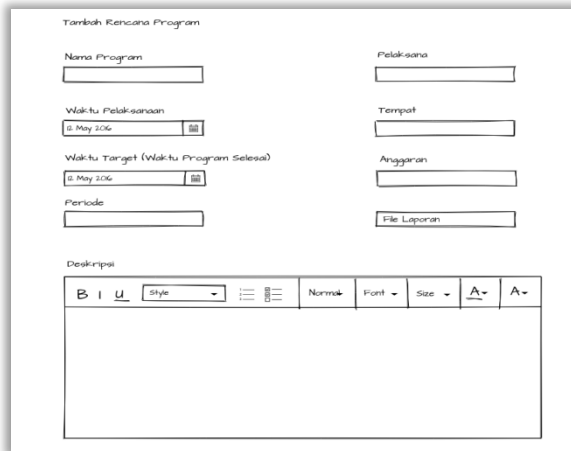 Tambah Rencana Program
Nama Program
Pelaksana
Waktu Pelaksanaan
Tempat
12 May 2016
Waktu Target (Waktu Program Selesai)
Anggaran
12 May 2016
Periode
File Laporan
Deskripsi
B I U Style Normal Font Size A A